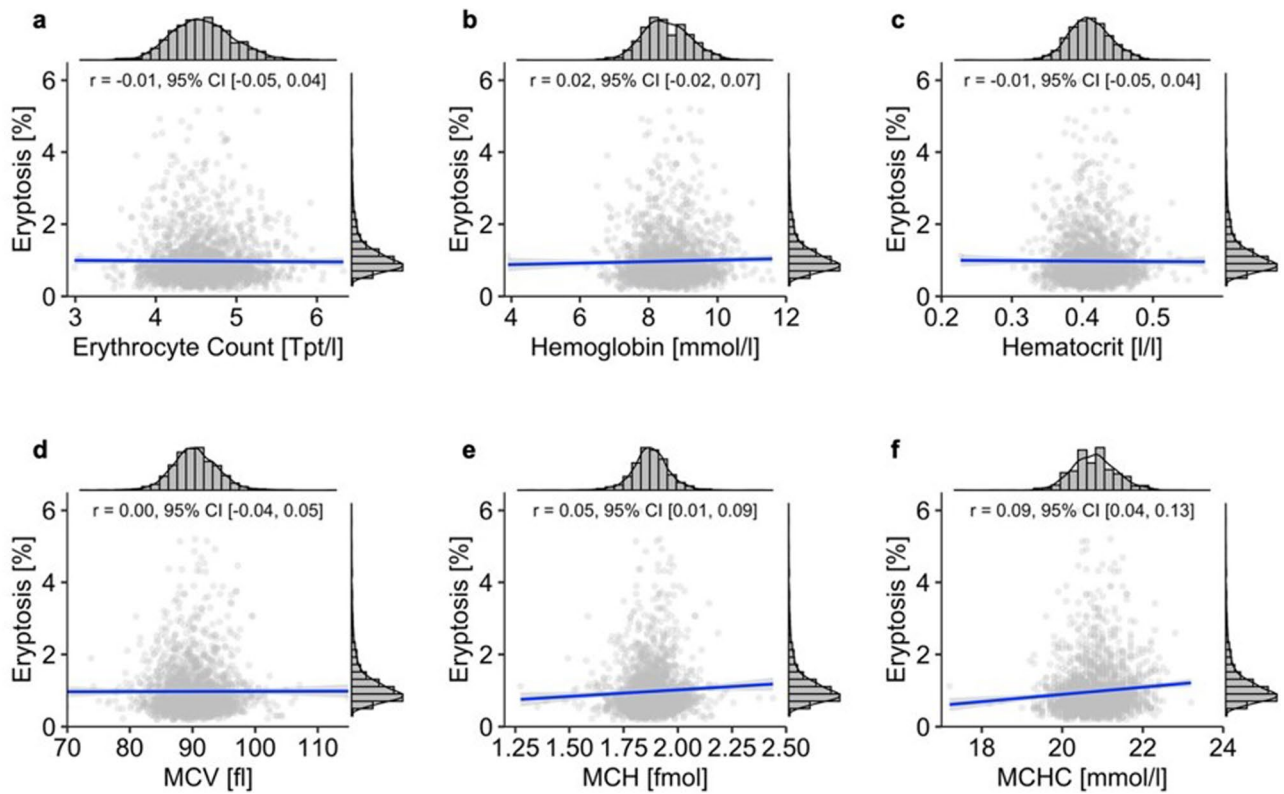 a
r = -0.01, 95% CI [-0.05, 0.04]
Eryptosis [%]
6
4
2
0
3 4 5 6
Erythrocyte Count [Tpt/l]
b
r = 0.02, 95% CI [-0.02, 0.07]
Eryptosis [%]
6
4
2
0
4 6 8 10 12
Hemoglobin [mmol/l]
c
r = -0.01, 95% CI [-0.05, 0.04]
Eryptosis [%]
6
4
2
0
0.2 0.3 0.4 0.5
Hematocrit [l/l]
d
r = 0.00, 95% CI [-0.04, 0.05]
Eryptosis [%]
6
4
2
0
70 80 90 100 110
MCV [fl]
e
r = 0.05, 95% CI [0.01, 0.09]
Eryptosis [%]
6
4
2
0
1.25 1.50 1.75 2.00 2.25 2.50
MCH [fmol]
f
r = 0.09, 95% CI [0.04, 0.13]
Eryptosis [%]
6
4
2
0
18 20 22 24
MCHC [mmol/l]